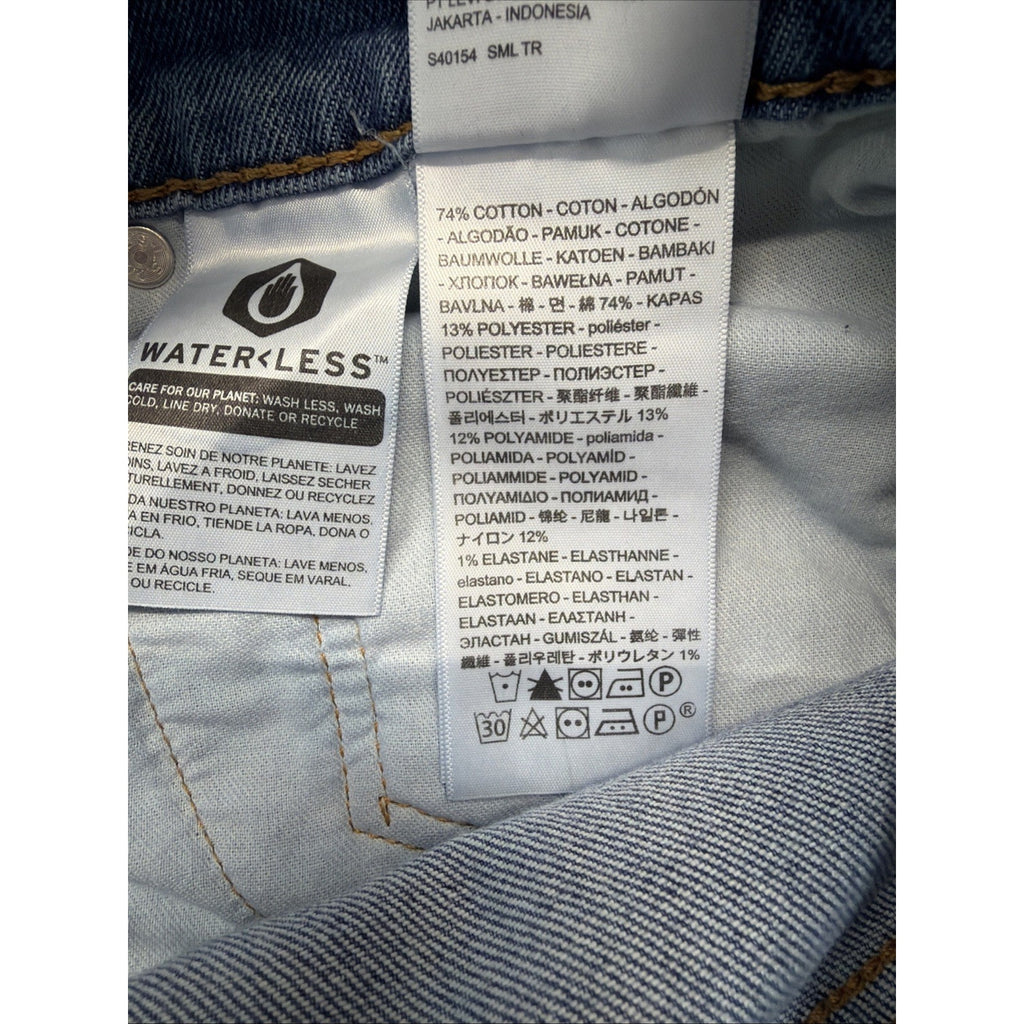 JAKARTA - INDONESIA
S40154 SML TR
74% COTTON - COTON - ALGODÓN
- ALGODÃO - PAMUK - COTONE -
BAUMWOLLE - KATOEN - BAMBAKI
- ХЛОПОК - BAWEŁNA - PAMUT -
BAVLNA - 棉 - 면 - 綿 74% - KAPAS
13% POLYESTER - poliéster -
POLIESTER - POLIESTERE -
ΠΟΛΥΕΣΤΕΡ - ПОЛИЭСТЕР -
POLIÉSZTER - 聚酯纤维 - 聚酯纖維 -
폴리에스터 - ポリエステル 13%
12% POLYAMIDE - poliamida -
POLIAMIDA - POLYAMÍD -
POLIAMMIDE - POLYAMID -
ΠΟΛΥΑΜΙΔΙΟ - ПОЛИАМИД -
POLIAMID - 锦纶 - 尼龍 - 나일론 -
ナイロン 12%
1% ELASTANE - ELASTHANNE -
elastano - ELASTANO - ELASTAN -
ELASTOMERO - ELASTHAN -
ELASTAAN - ΕΛΑΣΤΑΝΗ -
ЭЛАСТАН - GUMISZÁL - 氨纶 - 彈性
纖維 - 폴리우레탄 - ポリウレタン 1%
P
30 P ®
WATER<LESS™
CARE FOR OUR PLANET: WASH LESS, WASH
COLD, LINE DRY, DONATE OR RECYCLE
RENEZ SOIN DE NOTRE PLANETE: LAVEZ
OINS, LAVEZ A FROID, LAISSEZ SECHER
TURELLEMENT, DONNEZ OU RECYCLEZ
DA NUESTRO PLANETA: LAVA MENOS,
A EN FRIO, TIENDE LA ROPA, DONA O
ICLA.
DE DO NOSSO PLANETA: LAVE MENOS,
E EM ÁGUA FRIA, SEQUE EM VARAL.
OU RECICLE.